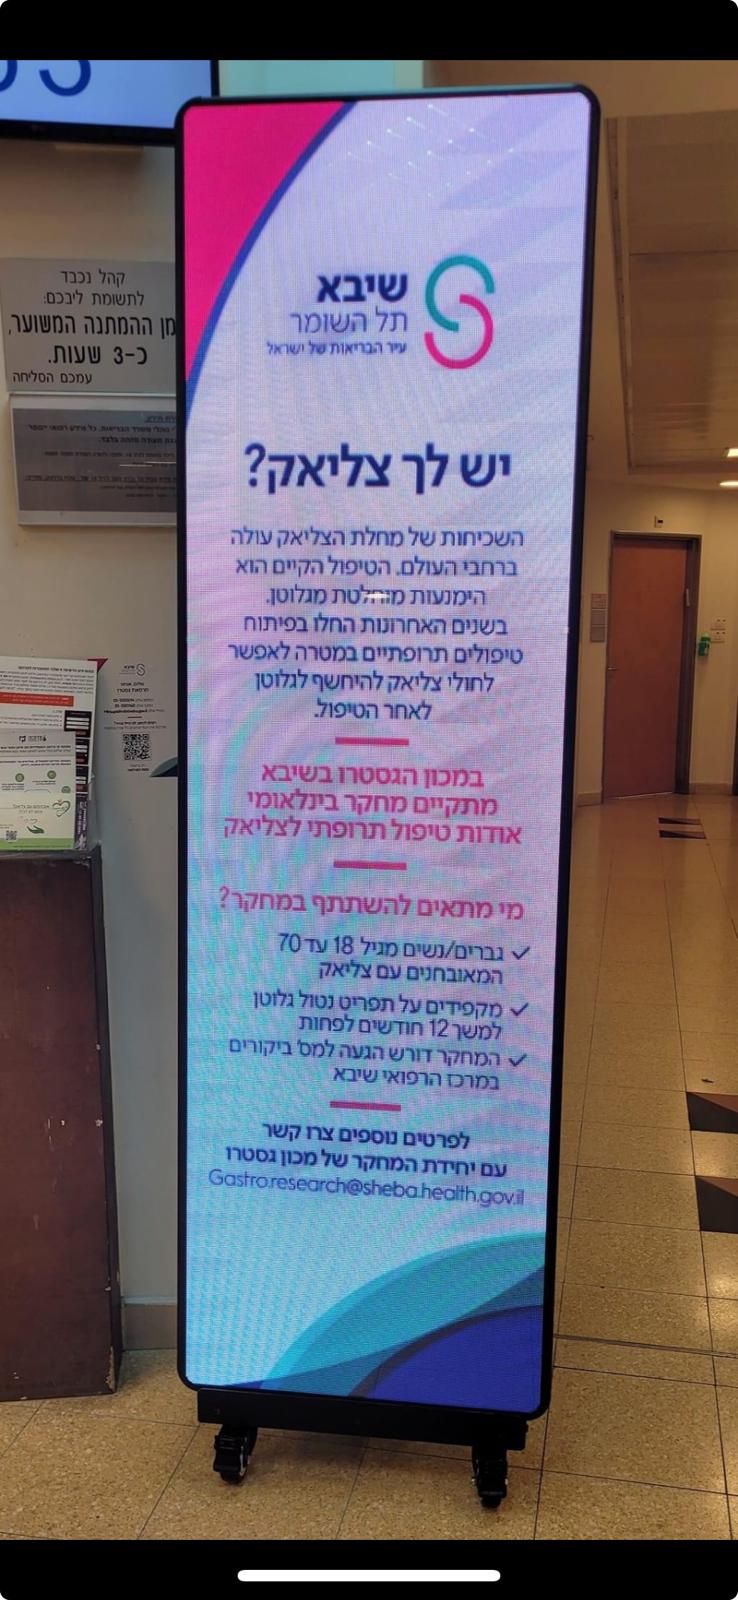 שיבא
תל השומר
עיר הבריאות של ישראל
יש לך צליאק?
השכיחות של מחלת הצליאק עולה
ברחבי העולם. הטיפול הקיים הוא
הימנעות מוחלטת מגלוטן.
בשנים האחרונות החלו בפיתוח
טיפולים תרופתיים במטרה לאפשר
לחולי צליאק להיחשף לגלוטן
לאחר הטיפול.
במכון הגסטרו בשיבא
מתקיים מחקר בינלאומי
אודות טיפול תרופתי לצליאק
מי מתאים להשתתף במחקר?
✓ גברים/נשים מגיל 18 עד 70
המאובחנים עם צליאק
✓ מקפידים על תפריט נטול גלוטן
למשך 12 חודשים לפחות
✓ המחקר דורש הגעה למס' ביקורים
במרכז הרפואי שיבא
לפרטים נוספים צרו קשר
עם יחידת המחקר של מכון גסטרו
Gastro.research@sheba.health.gov.il
קהל נכבד
לתשומת ליבכם:
מן ההמתנה המשוער,
כ-3 שעות.
עמכם הסליחה